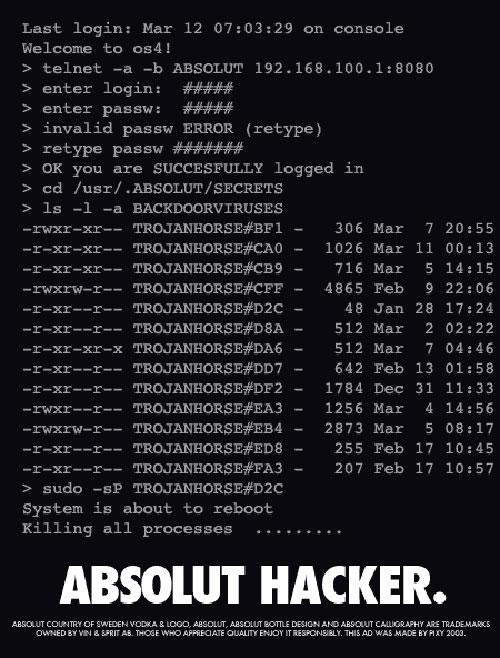 Last login: Mar 12 07:03:29 on console
Welcome to os4!
> telnet -a -b ABSOLUT 192.168.100.1:8080
> enter login:  #####
> enter passw:  #####
> invalid passw ERROR (retype)
> retype passw #######
> OK you are SUCCESFULLY logged in
> cd /usr/.ABSOLUT/SECRETS
> ls -l -a BACKDOORVIRUSES
-rwxr-xr-- TROJANHORSE#BF1 -   306 Mar  7 20:55
-r-xr-xr-- TROJANHORSE#CA0 -  1026 Mar 11 00:13
-r-xr-xr-- TROJANHORSE#CB9 -   716 Mar  5 14:15
-rwxrw-r-- TROJANHORSE#CFF -  4865 Feb  9 22:06
-r-xr--r-- TROJANHORSE#D2C -    48 Jan 28 17:24
-r-xr--r-- TROJANHORSE#D8A -   512 Mar  2 02:22
-r-xr-xr-x TROJANHORSE#DA6 -   512 Mar  7 04:46
-r-xr--r-- TROJANHORSE#DD7 -   642 Feb 13 01:58
-r-xr--r-- TROJANHORSE#DF2 -  1784 Dec 31 11:33
-rwxr--r-- TROJANHORSE#EA3 -  1256 Mar  4 14:56
-rwxrw-r-- TROJANHORSE#EB4 -  2873 Mar  5 08:17
-r-xr--r-- TROJANHORSE#ED8 -   255 Feb 17 10:45
-r-xr--r-- TROJANHORSE#FA3 -   207 Feb 17 10:57
> sudo -sP TROJANHORSE#D2C
System is about to reboot
Killing all processes  .........
ABSOLUT HACKER.
ABSOLUT COUNTRY OF SWEDEN VODKA & LOGO, ABSOLUT, ABSOLUT BOTTLE DESIGN AND ABSOLUT CALLIGRAPHY ARE TRADEMARKS
OWNED BY VIN & SPRIT AB. THOSE WHO APPRECIATE QUALITY ENJOY IT RESPONSIBLY. THIS AD WAS MADE BY PIXY 2003.